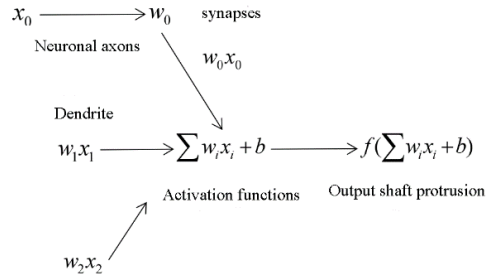 x₀ w₀ synapses
Neuronal axons
w₀x₀
Dendrite
w₁x₁ ∑wᵢxᵢ+b f(∑wᵢxᵢ+b)
Activation functions Output shaft protrusion
w₂x₂